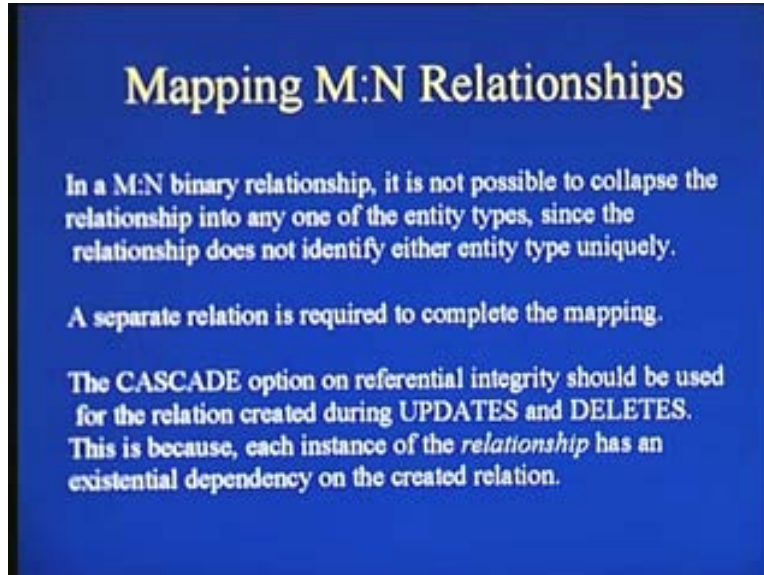 Mapping M:N Relationships
In a M:N binary relationship, it is not possible to collapse the
relationship into any one of the entity types, since the
relationship does not identify either entity type uniquely.
A separate relation is required to complete the mapping.
The CASCADE option on referential integrity should be used
for the relation created during UPDATES and DELETES.
This is because, each instance of the relationship has an
existential dependency on the created relation.